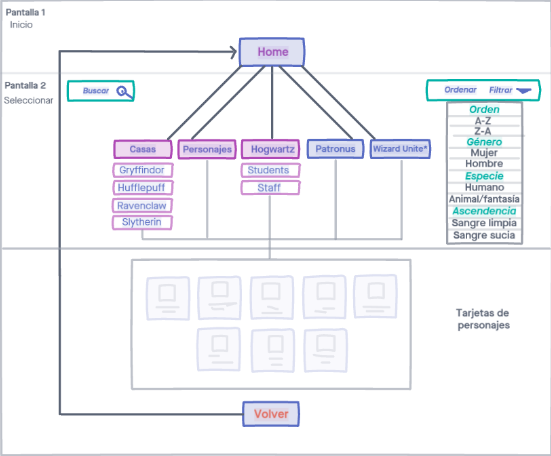 Pantalla 1
Inicio
Home
Pantalla 2
Seleccionar
Buscar
Ordenar Filtrar
Orden
A-Z
Z-A
Género
Mujer
Hombre
Especie
Humano
Animal/fantasía
Ascendencia
Sangre limpia
Sangre sucia
Casas
Personajes
Hogwartz
Patronus
Wizard Unite*
Gryffindor
Hufflepuff
Ravenclaw
Slytherin
Students
Staff
Tarjetas de
personajes
Volver